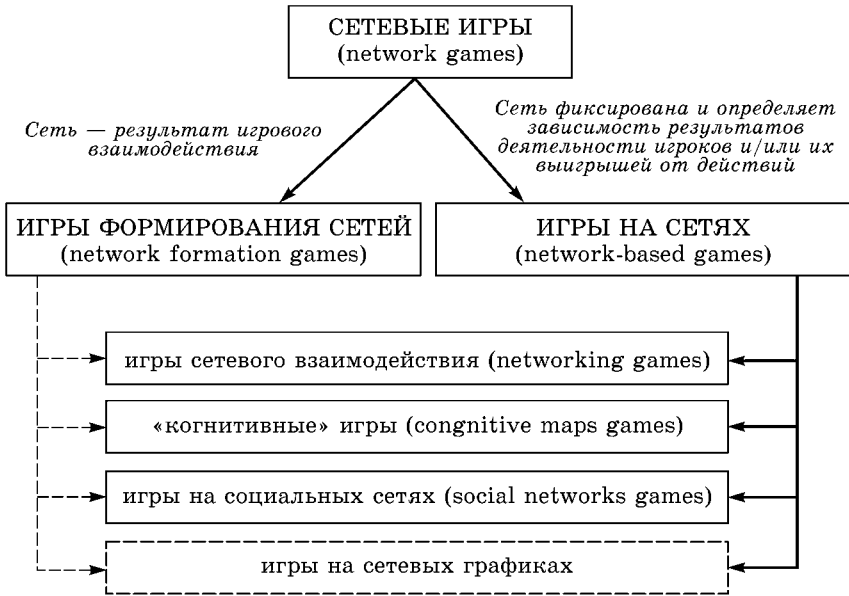 СЕТЕВЫЕ ИГРЫ
(network games)
Сеть — результат игрового
взаимодействия
Сеть фиксирована и определяет
зависимость результатов
деятельности игроков и/или их
выигрышей от действий
ИГРЫ ФОРМИРОВАНИЯ СЕТЕЙ
(network formation games)
ИГРЫ НА СЕТЯХ
(network-based games)
игры сетевого взаимодействия (networking games)
«когнитивные» игры (congnitive maps games)
игры на социальных сетях (social networks games)
игры на сетевых графиках